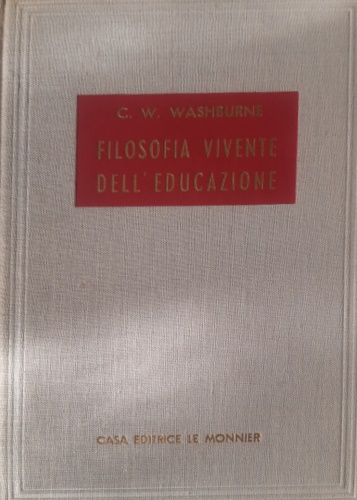 C. W. WASHBURNE
FILOSOFIA VIVENTE
DELL'EDUCAZIONE
CASA EDITRICE LE MONNIER